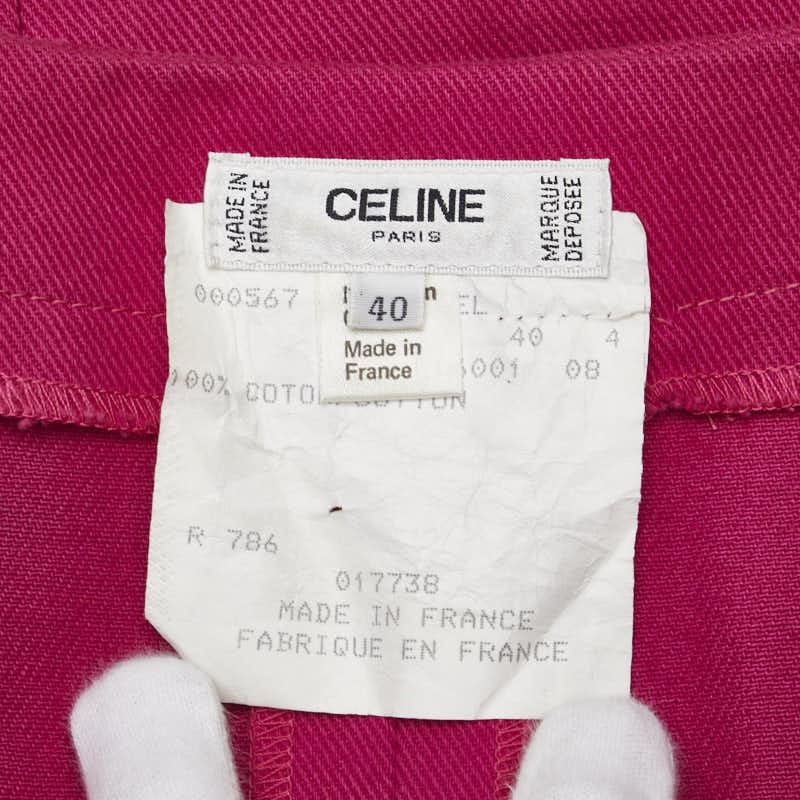 MADE IN
FRANCE
CELINE
PARIS
MARQUE
DEPOSEE
000567
40
40 4
Made in
France
08
100%
R 786
017738
MADE IN FRANCE
FABRIQUE EN FRANCE